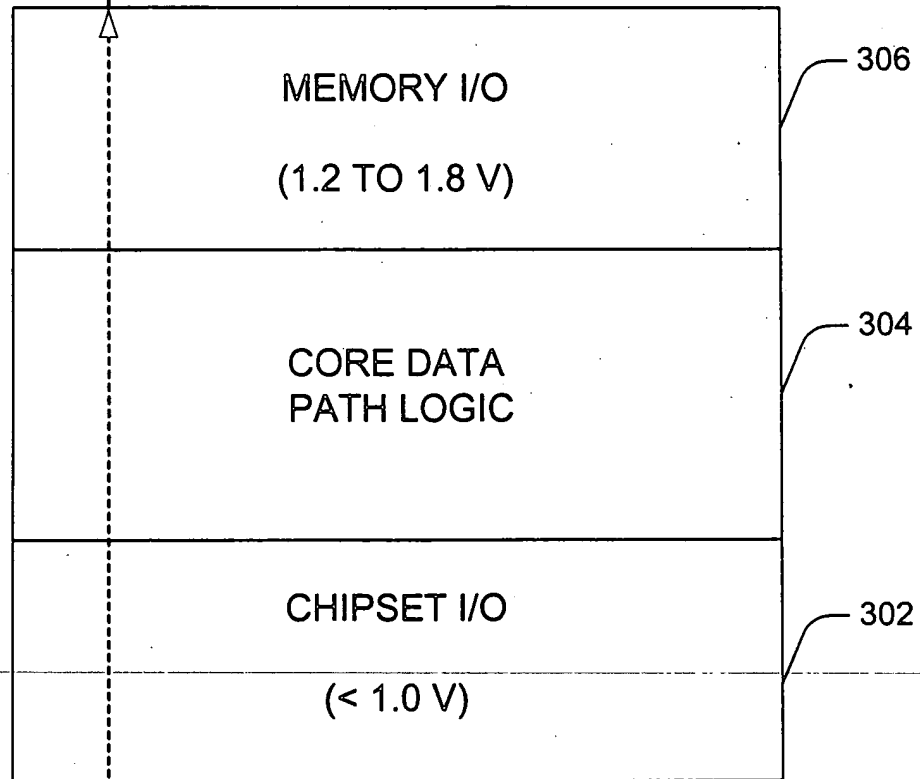 MEMORY I/O
306
(1.2 TO 1.8 V)
304
CORE DATA
PATH LOGIC
CHIPSET I/O
302
(< 1.0 V)